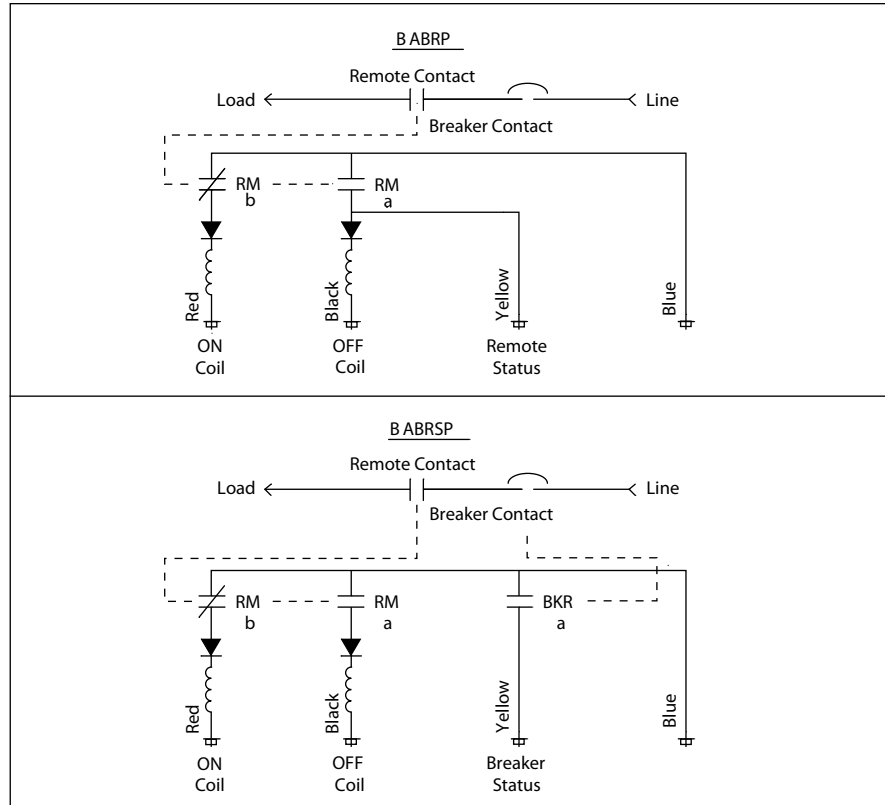 B ABRP
Remote Contact
Load
Line
Breaker Contact
RM
b
RM
a
Red
Black
Yellow
Blue
ON
Coil
OFF
Coil
Remote
Status
B ABRSP
Remote Contact
Load
Line
Breaker Contact
RM
b
RM
a
BKR
a
Red
Black
Yellow
Blue
ON
Coil
OFF
Coil
Breaker
Status